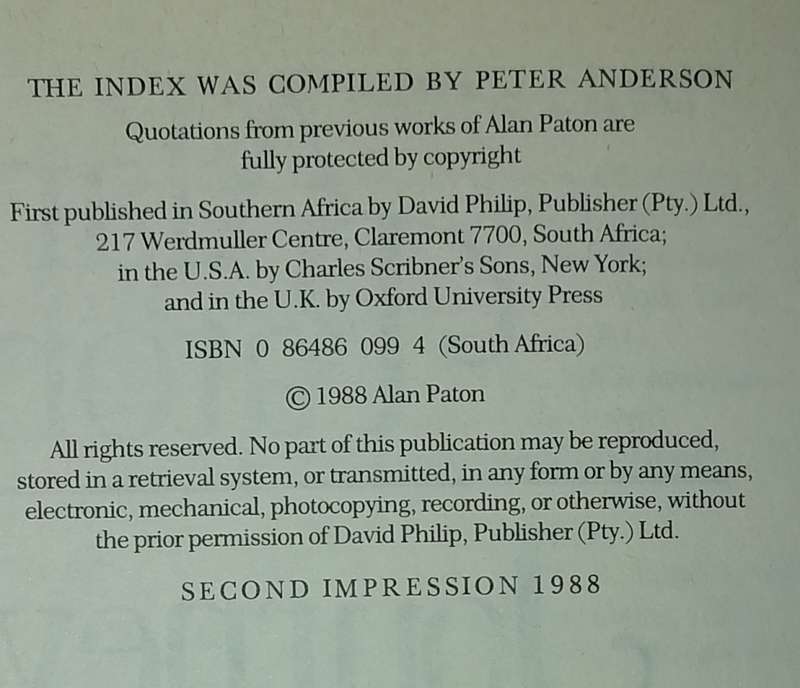 THE INDEX WAS COMPILED BY PETER ANDERSON
Quotations from previous works of Alan Paton are
fully protected by copyright
First published in Southern Africa by David Philip, Publisher (Pty.) Ltd.,
217 Werdmuller Centre, Claremont 7700, South Africa;
in the U.S.A. by Charles Scribner's Sons, New York;
and in the U.K. by Oxford University Press
ISBN 0 86486 099 4 (South Africa)
© 1988 Alan Paton
All rights reserved. No part of this publication may be reproduced,
stored in a retrieval system, or transmitted, in any form or by any means,
electronic, mechanical, photocopying, recording, or otherwise, without
the prior permission of David Philip, Publisher (Pty.) Ltd.
SECOND IMPRESSION 1988